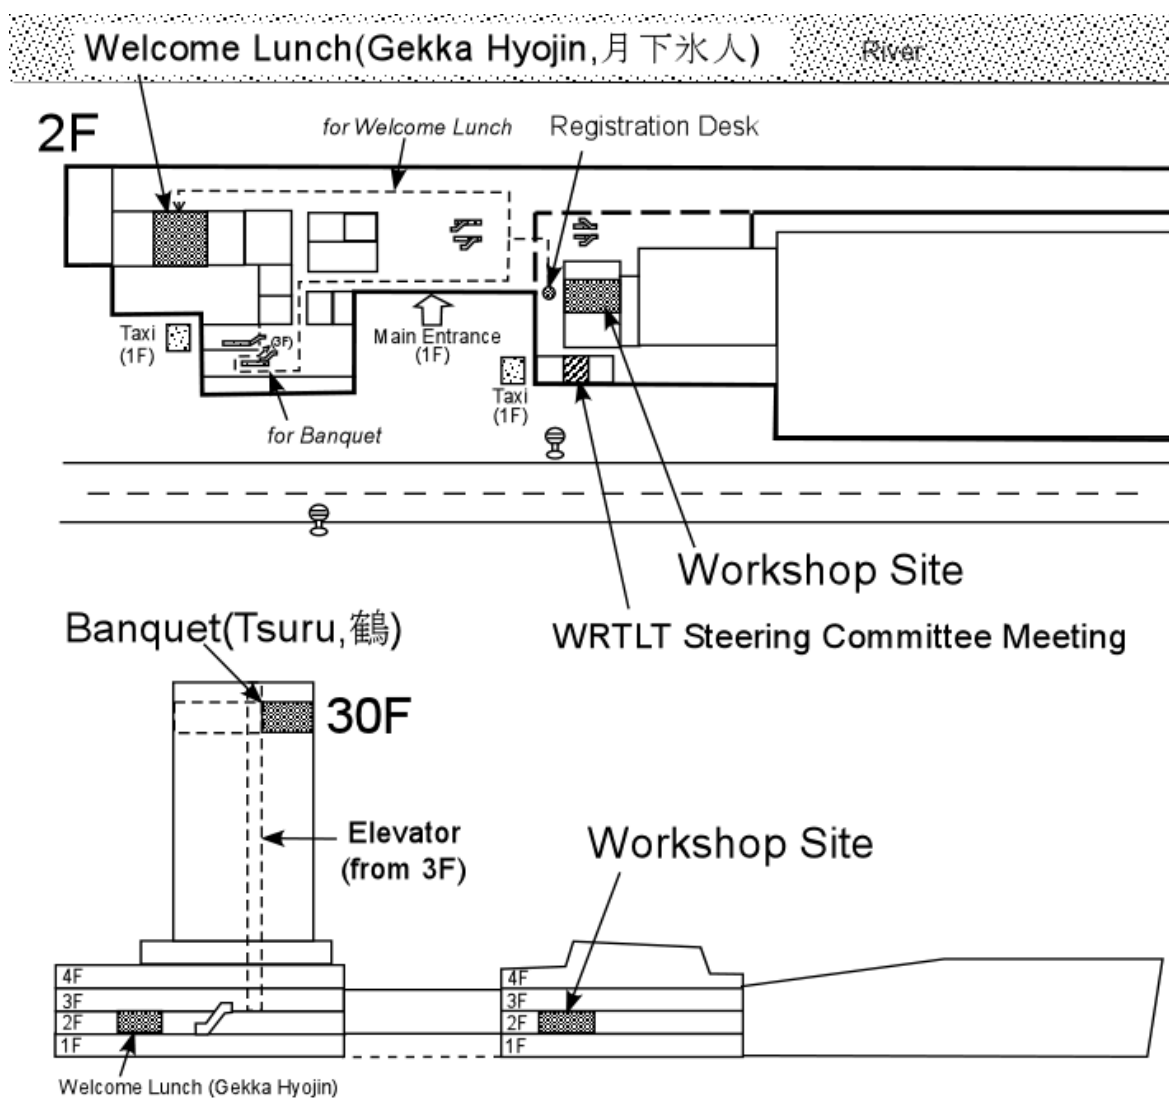 Welcome Lunch(Gekka Hyojin,月下氷人)
River
2F
for Welcome Lunch
Registration Desk
Taxi
(1F)
(3F)
Main Entrance
(1F)
Taxi
(1F)
for Banquet
Workshop Site
WRTLT Steering Committee Meeting
Banquet(Tsuru,鶴)
30F
Elevator
(from 3F)
Workshop Site
4F
3F
2F
1F
4F
3F
2F
1F
Welcome Lunch (Gekka Hyojin)